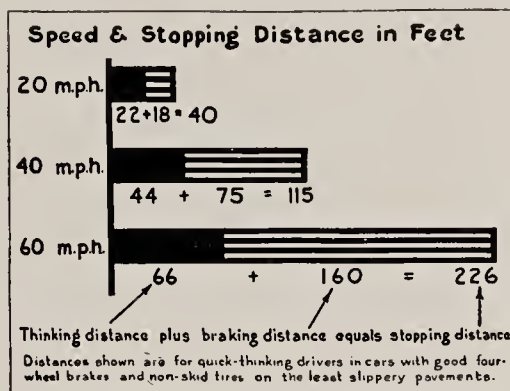 Speed & Stopping Distance in Feet
20 m.p.h.
22+18=40
40 m.p.h.
44 + 75 = 115
60 m.p.h.
66 + 160 = 226
Thinking distance plus braking distance equals stopping distance
Distances shown are for quick-thinking drivers in cars with good four-
wheel brakes and non-skid tires on the least slippery pavements.